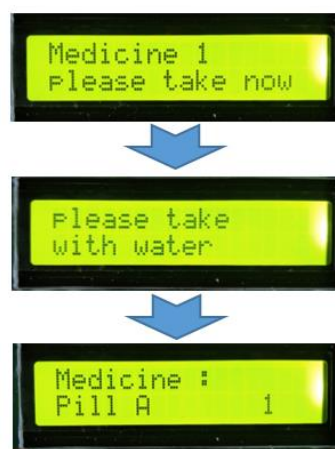 Medicine 1
please take now
please take
with water
Medicine :
Pill A 1